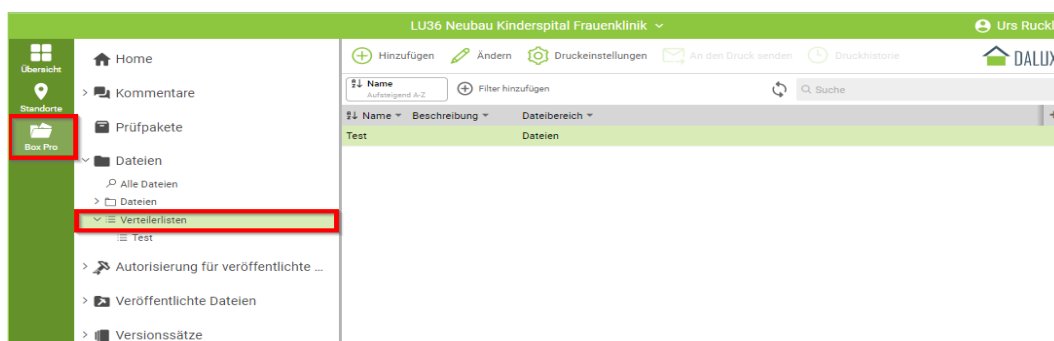 LU36 Neubau Kinderspital Frauenklinik
Urs Ruckl
Übersicht
Standorte
Box Pro
Home
Kommentare
Prüfpakete
Dateien
Alle Dateien
Dateien
Verteilerlisten
Test
Autorisierung für veröffentlichte ...
Veröffentlichte Dateien
Versionssätze
Hinzufügen Ändern Druckeinstellungen An den Druck senden Druckhistorie
DALUX
Name
Aufsteigend A-Z
Filter hinzufügen
Suche
Name Beschreibung Dateibereich
Test Dateien